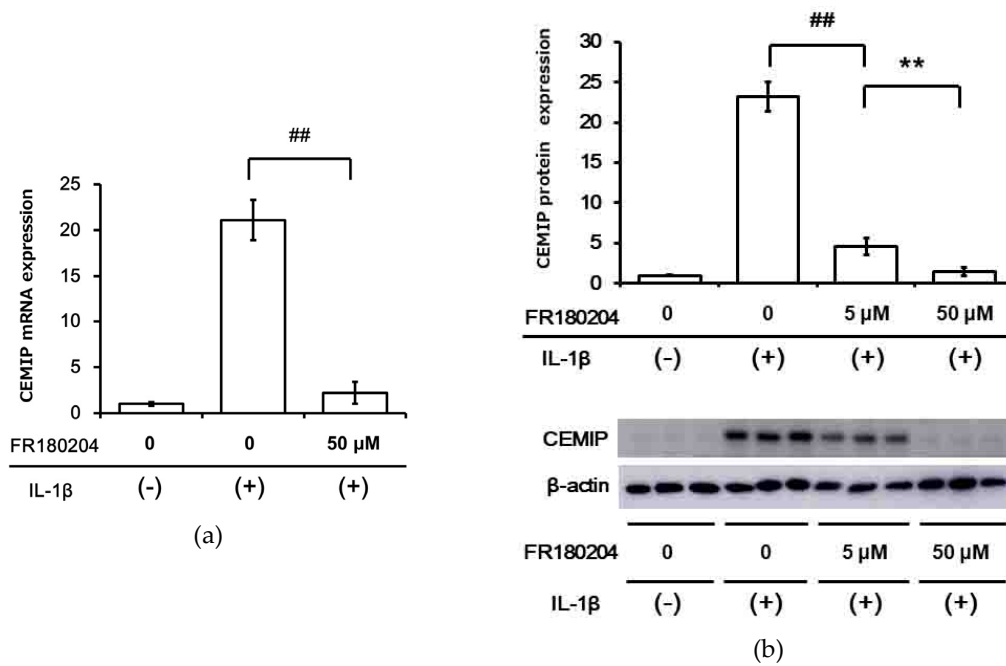 ##
CEMIP mRNA expression
25
20
15
10
5
0
FR180204 0 0 50 µM
IL-1β (-) (+) (+)
(a)
##
**
CEMIP protein expression
30
25
20
15
10
5
0
FR180204 0 0 5 µM 50 µM
IL-1β (-) (+) (+) (+)
CEMIP
β-actin
FR180204 0 0 5 µM 50 µM
IL-1β (-) (+) (+) (+)
(b)